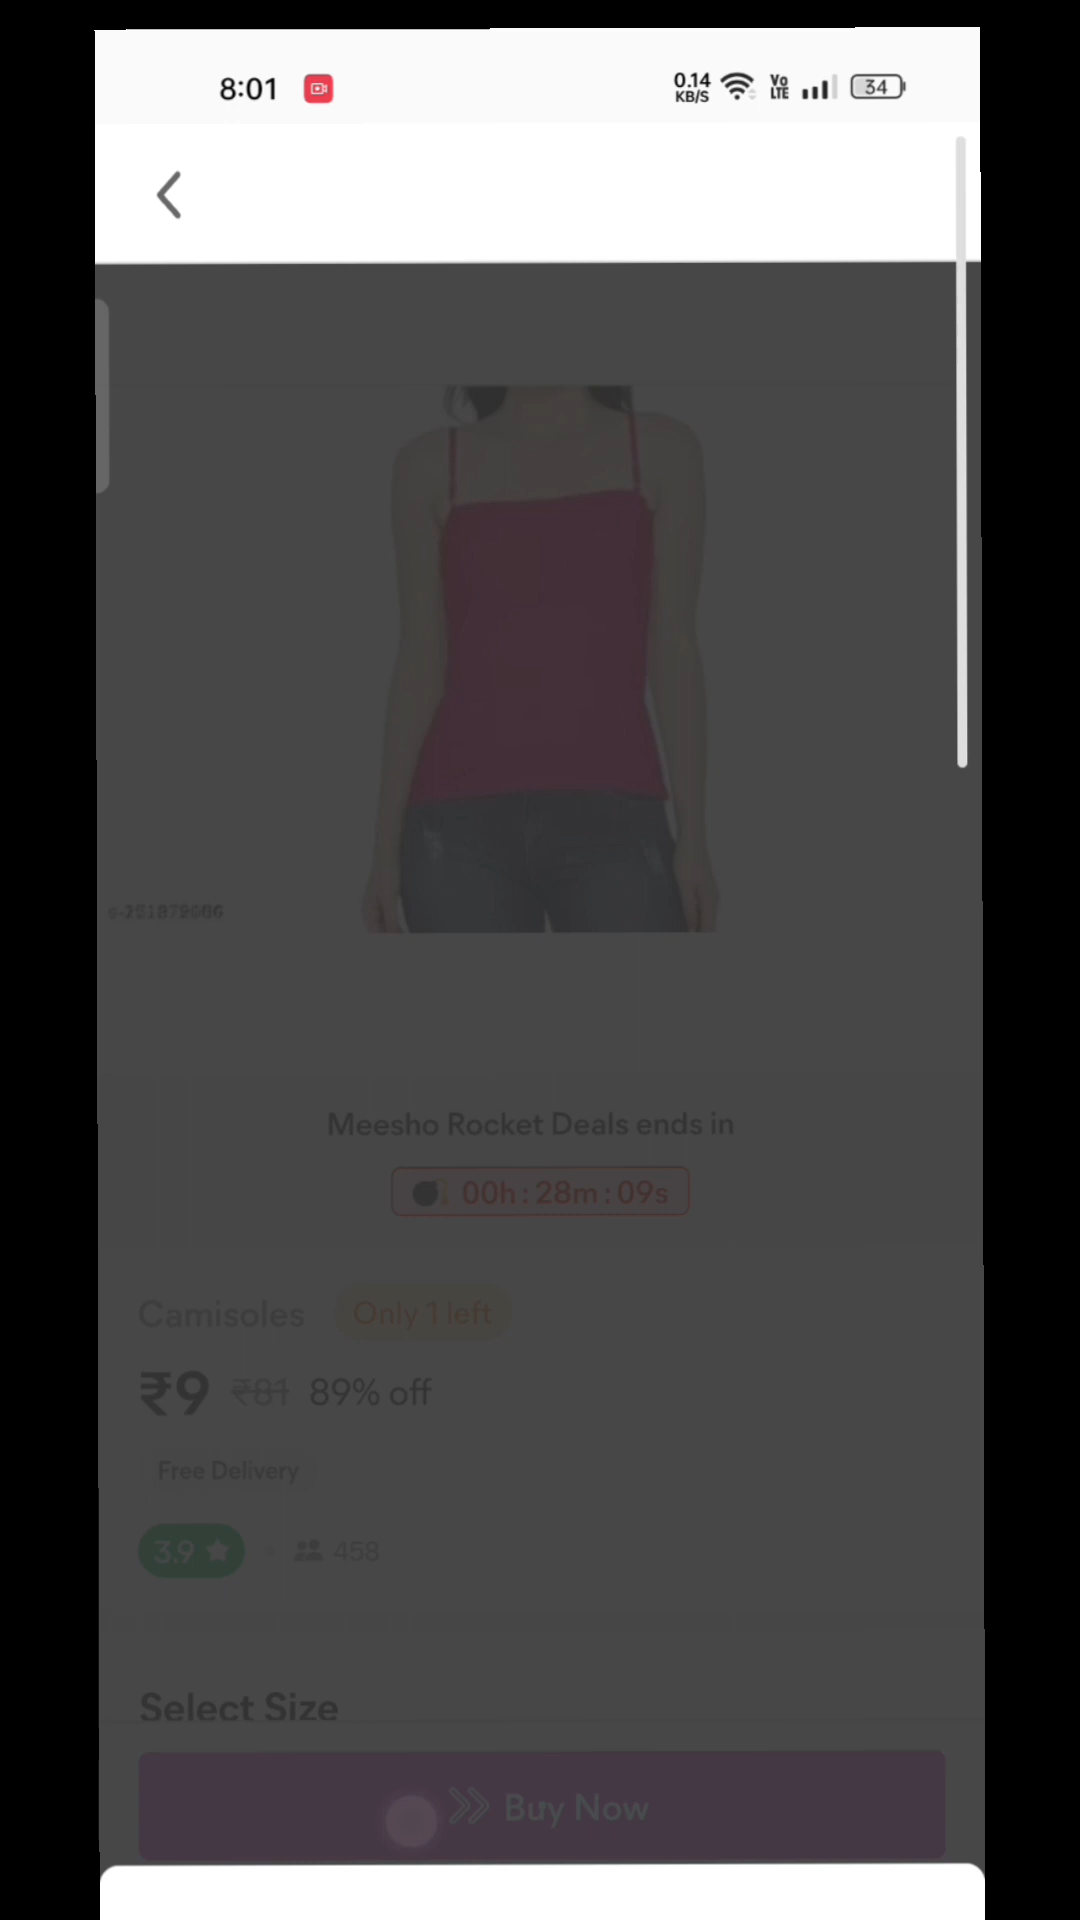 8:01
0.14 KB/S
Vo LTE
34
Meesho Rocket Deals ends in
00h : 28m : 09s
Camisoles
Only 1 left
₹9 ₹81 89% off
Free Delivery
3.9 ★ • 458
Select Size
Buy Now